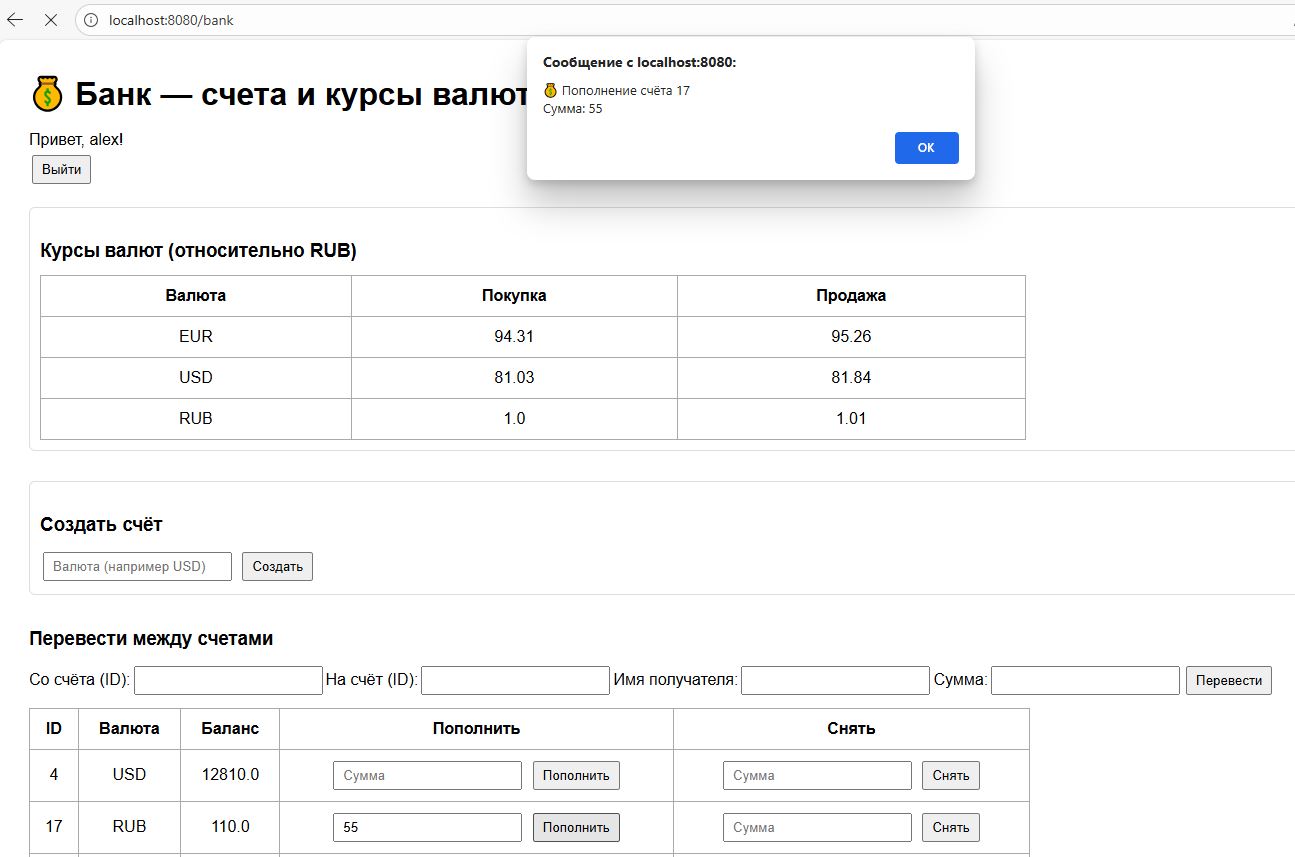 localhost:8080/bank
Сообщение с localhost:8080:
Пополнение счёта 17
Сумма: 55
ОК
Банк — счета и курсы валют
Привет, alex!
Выйти
Курсы валют (относительно RUB)
Валюта Покупка Продажа
EUR 94.31 95.26
USD 81.03 81.84
RUB 1.0 1.01
Создать счёт
Валюта (например USD) Создать
Перевести между счетами
Со счёта (ID): На счёт (ID): Имя получателя: Сумма: Перевести
ID Валюта Баланс Пополнить Снять
4 USD 12810.0 Сумма Пополнить Сумма Снять
17 RUB 110.0 55 Пополнить Сумма Снять